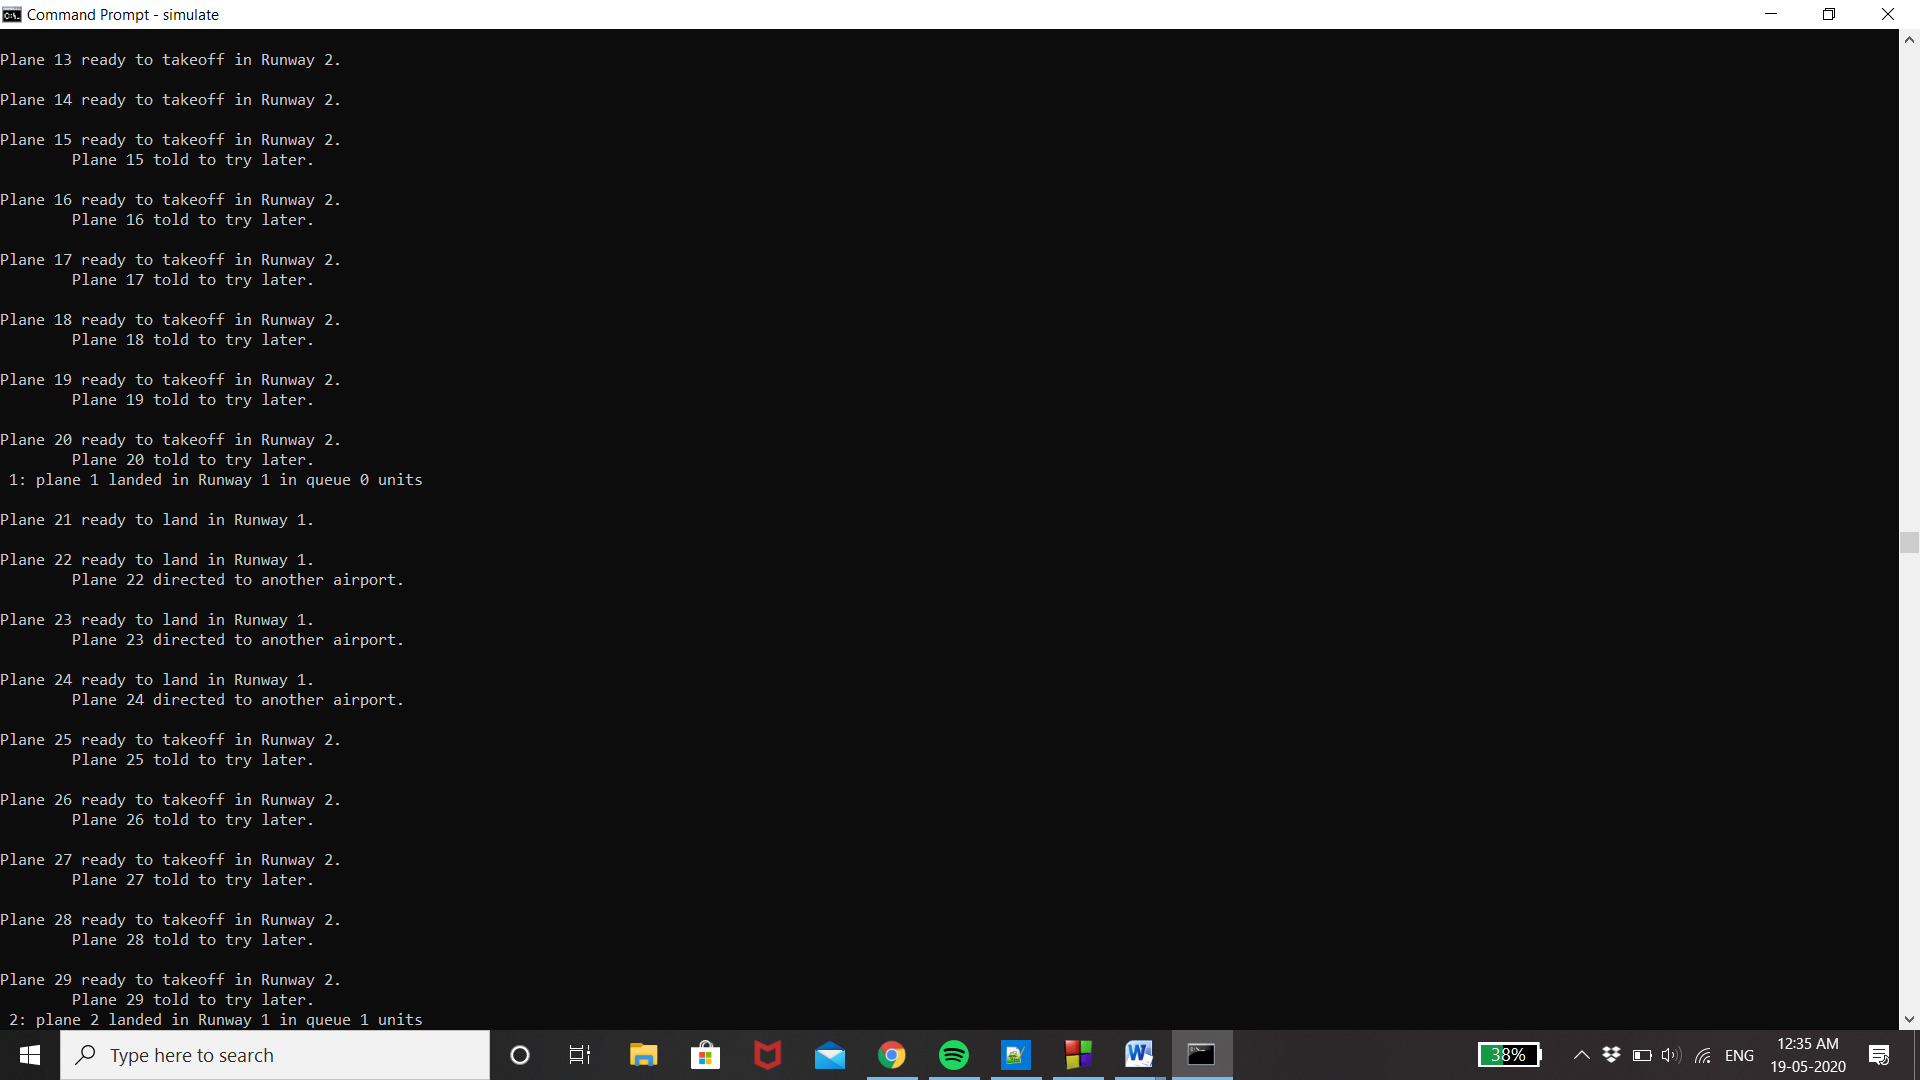 Command Prompt - simulate
Plane 13 ready to takeoff in Runway 2.
Plane 14 ready to takeoff in Runway 2.
Plane 15 ready to takeoff in Runway 2.
Plane 15 told to try later.
Plane 16 ready to takeoff in Runway 2.
Plane 16 told to try later.
Plane 17 ready to takeoff in Runway 2.
Plane 17 told to try later.
Plane 18 ready to takeoff in Runway 2.
Plane 18 told to try later.
Plane 19 ready to takeoff in Runway 2.
Plane 19 told to try later.
Plane 20 ready to takeoff in Runway 2.
Plane 20 told to try later.
1: plane 1 landed in Runway 1 in queue 0 units
Plane 21 ready to land in Runway 1.
Plane 22 ready to land in Runway 1.
Plane 22 directed to another airport.
Plane 23 ready to land in Runway 1.
Plane 23 directed to another airport.
Plane 24 ready to land in Runway 1.
Plane 24 directed to another airport.
Plane 25 ready to takeoff in Runway 2.
Plane 25 told to try later.
Plane 26 ready to takeoff in Runway 2.
Plane 26 told to try later.
Plane 27 ready to takeoff in Runway 2.
Plane 27 told to try later.
Plane 28 ready to takeoff in Runway 2.
Plane 28 told to try later.
Plane 29 ready to takeoff in Runway 2.
Plane 29 told to try later.
2: plane 2 landed in Runway 1 in queue 1 units
Type here to search
38%
ENG
12:35 AM
19-05-2020